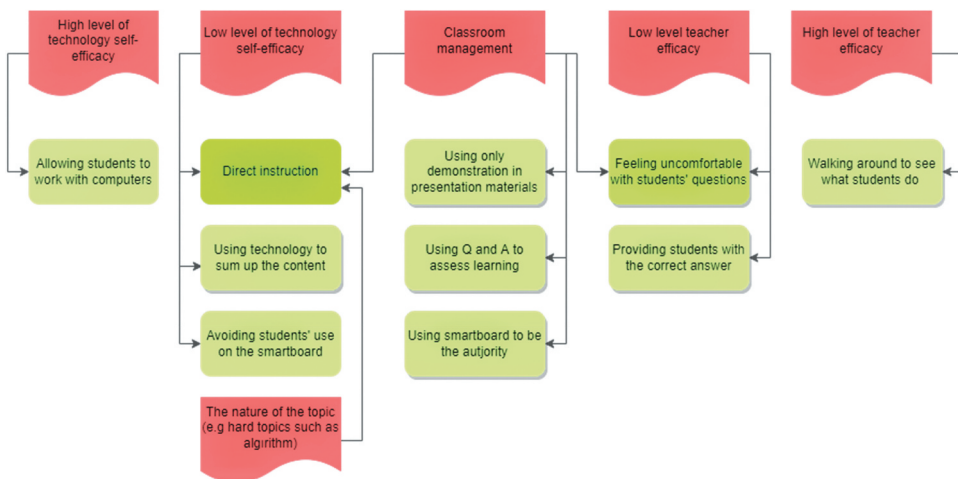 High level of
technology self-
efficacy
Low level of technology
self-efficacy
Classroom
management
Low level teacher
efficacy
High level of teacher
efficacy
Allowing students to
work with computers
Direct instruction
Using only
demonstration in
presentation materials
Feeling uncomfortable
with students' questions
Walking around to see
what students do
Using technology to
sum up the content
Using Q and A to
assess learning
Providing students with
the correct answer
Avoiding students' use
on the smartboard
Using smartboard to be
the autjority
The nature of the topic
(e.g hard topics such as
algırithm)